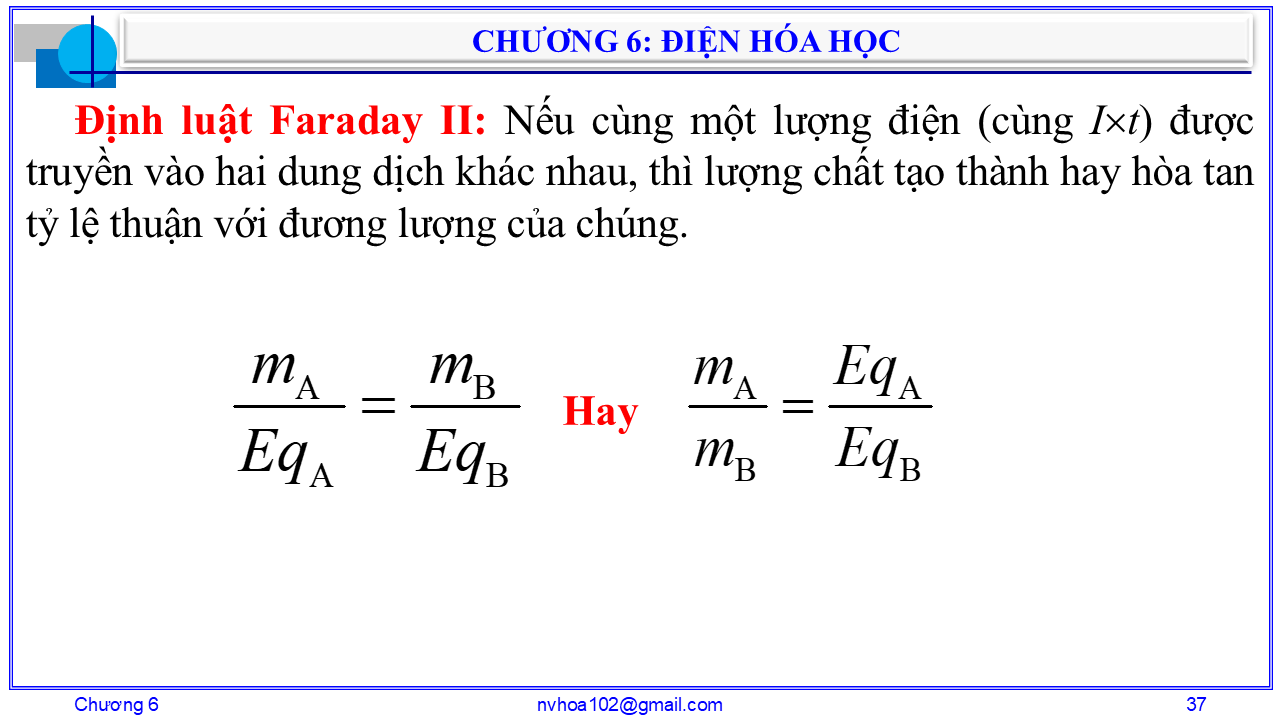 CHƯƠNG 6: ĐIỆN HÓA HỌC
Định luật Faraday II: Nếu cùng một lượng điện (cùng I×t) được
truyền vào hai dung dịch khác nhau, thì lượng chất tạo thành hay hòa tan
tỷ lệ thuận với đương lượng của chúng.
m_A / Eq_A = m_B / Eq_B Hay m_A / m_B = Eq_A / Eq_B
Chương 6 nvhoa102@gmail.com 37